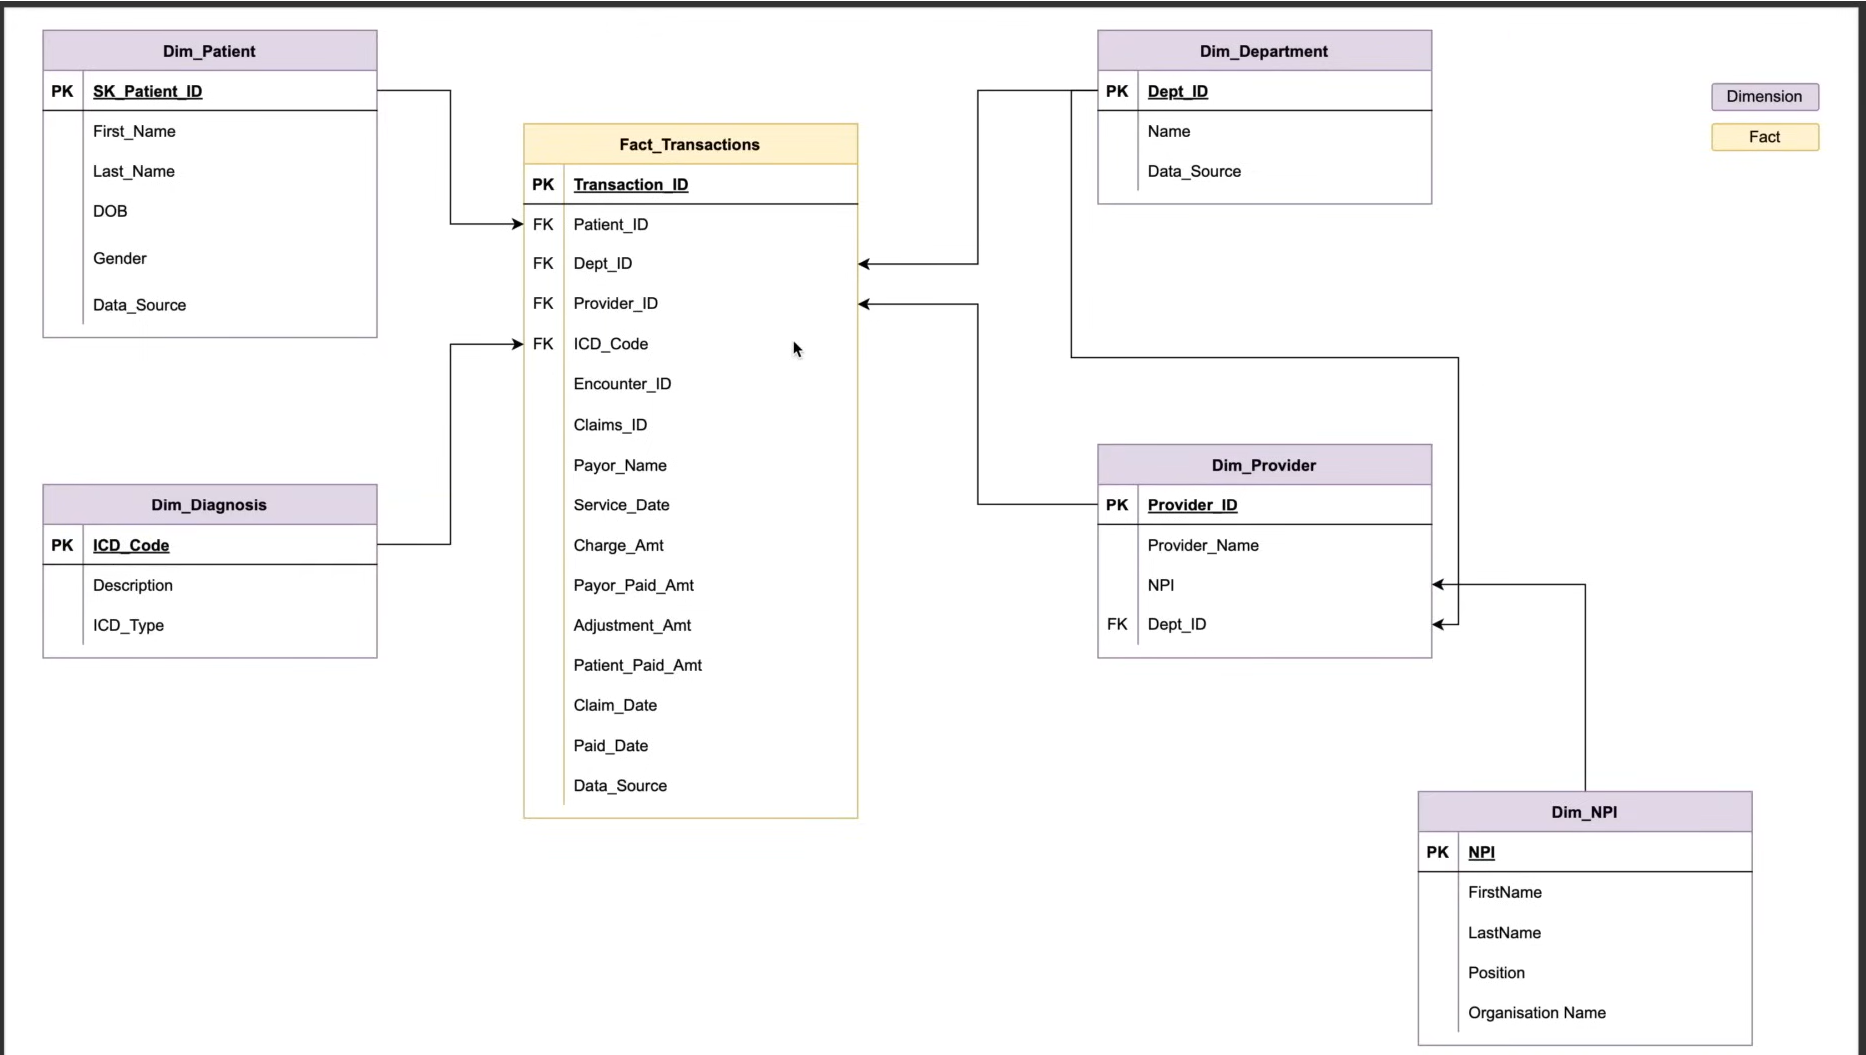 Dim_Patient
PK SK_Patient_ID
First_Name
Last_Name
DOB
Gender
Data_Source
Dim_Diagnosis
PK ICD_Code
Description
ICD_Type
Fact_Transactions
PK Transaction_ID
FK Patient_ID
FK Dept_ID
FK Provider_ID
FK ICD_Code
Encounter_ID
Claims_ID
Payor_Name
Service_Date
Charge_Amt
Payor_Paid_Amt
Adjustment_Amt
Patient_Paid_Amt
Claim_Date
Paid_Date
Data_Source
Dim_Department
PK Dept_ID
Name
Data_Source
Dimension
Fact
Dim_Provider
PK Provider_ID
Provider_Name
NPI
FK Dept_ID
Dim_NPI
PK NPI
FirstName
LastName
Position
Organisation Name